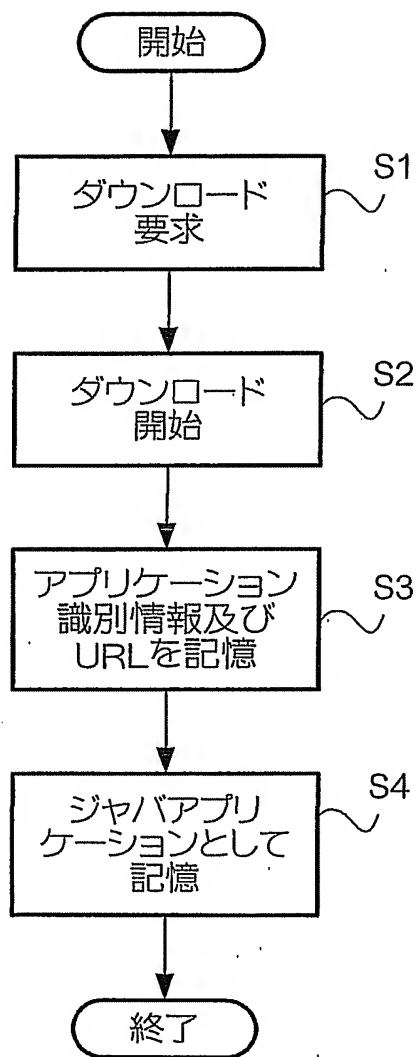 開始
ダウンロード
要求
S1
ダウンロード
開始
S2
アプリケーション
識別情報及び
URLを記憶
S3
ジャバアプリ
ケーションとして
記憶
S4
終了